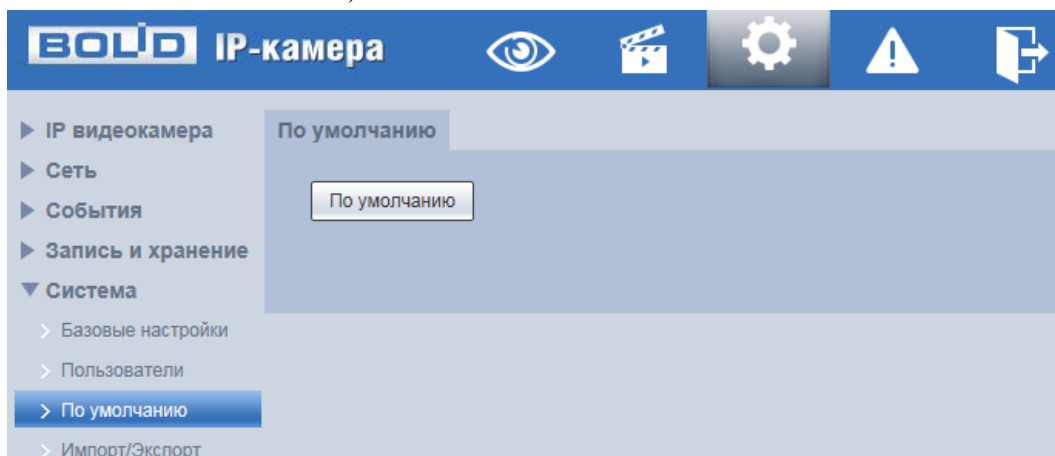 BOLID IP-камера
IP видеокамера
Сеть
События
Запись и хранение
Система
Базовые настройки
Пользователи
По умолчанию
Импорт/Экспорт
По умолчанию
По умолчанию